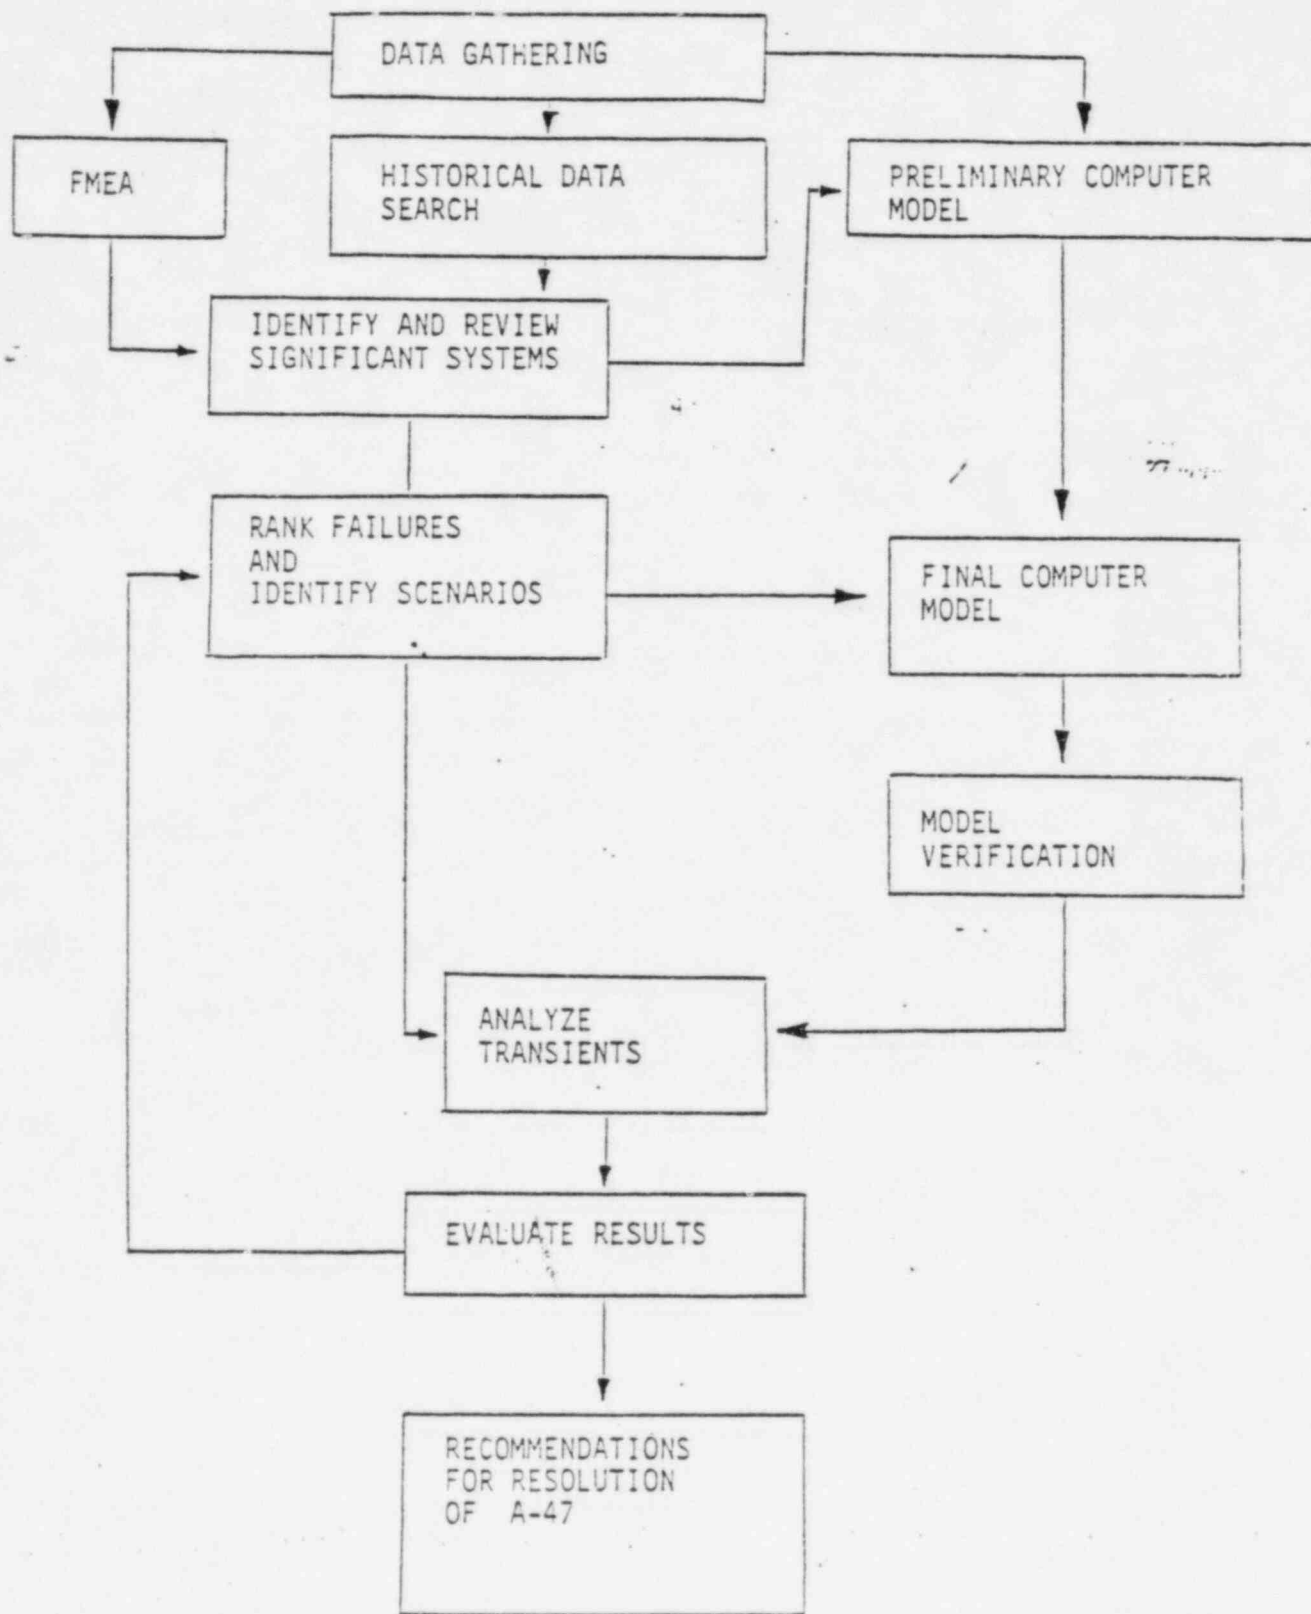 DATA GATHERING
FMEA
HISTORICAL DATA
SEARCH
PRELIMINARY COMPUTER
MODEL
IDENTIFY AND REVIEW
SIGNIFICANT SYSTEMS
RANK FAILURES
AND
IDENTIFY SCENARIOS
FINAL COMPUTER
MODEL
MODEL
VERIFICATION
ANALYZE
TRANSIENTS
EVALUATE RESULTS
RECOMMENDATIONS
FOR RESOLUTION
OF A-47